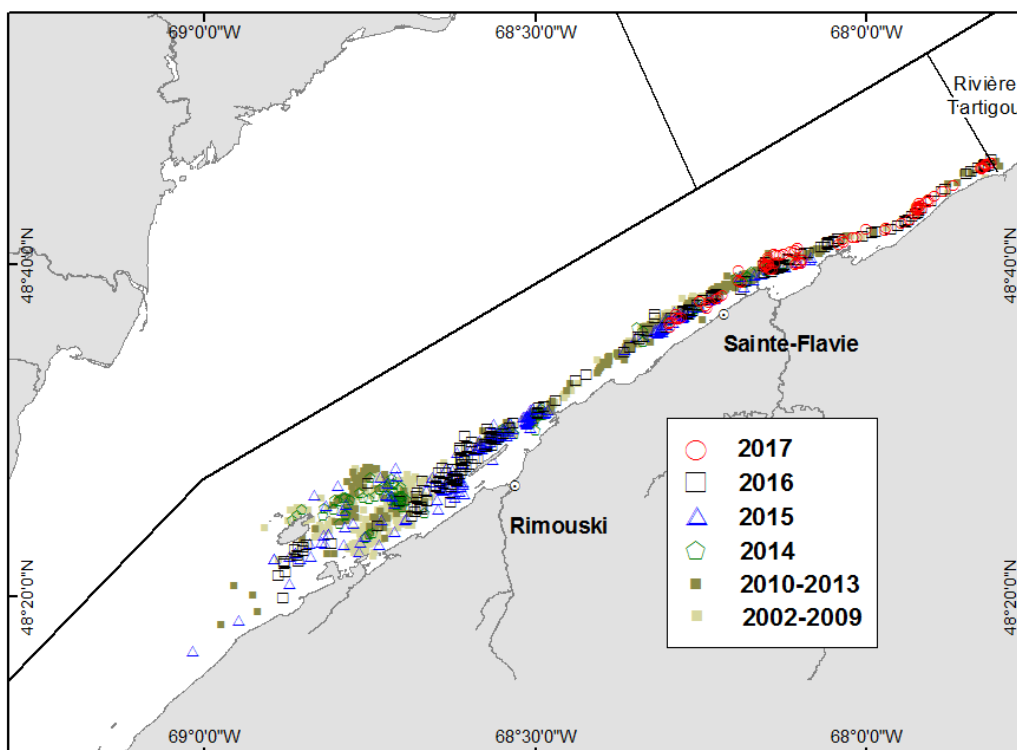 69°0'0"W
68°30'0"W
68°0'0"W
Rivière
Tartigou
48°40'0"N
48°40'0"N
Sainte-Flavie
2017
2016
2015
2014
2010-2013
2002-2009
Rimouski
48°20'0"N
48°20'0"N
69°0'0"W
68°30'0"W
68°0'0"W